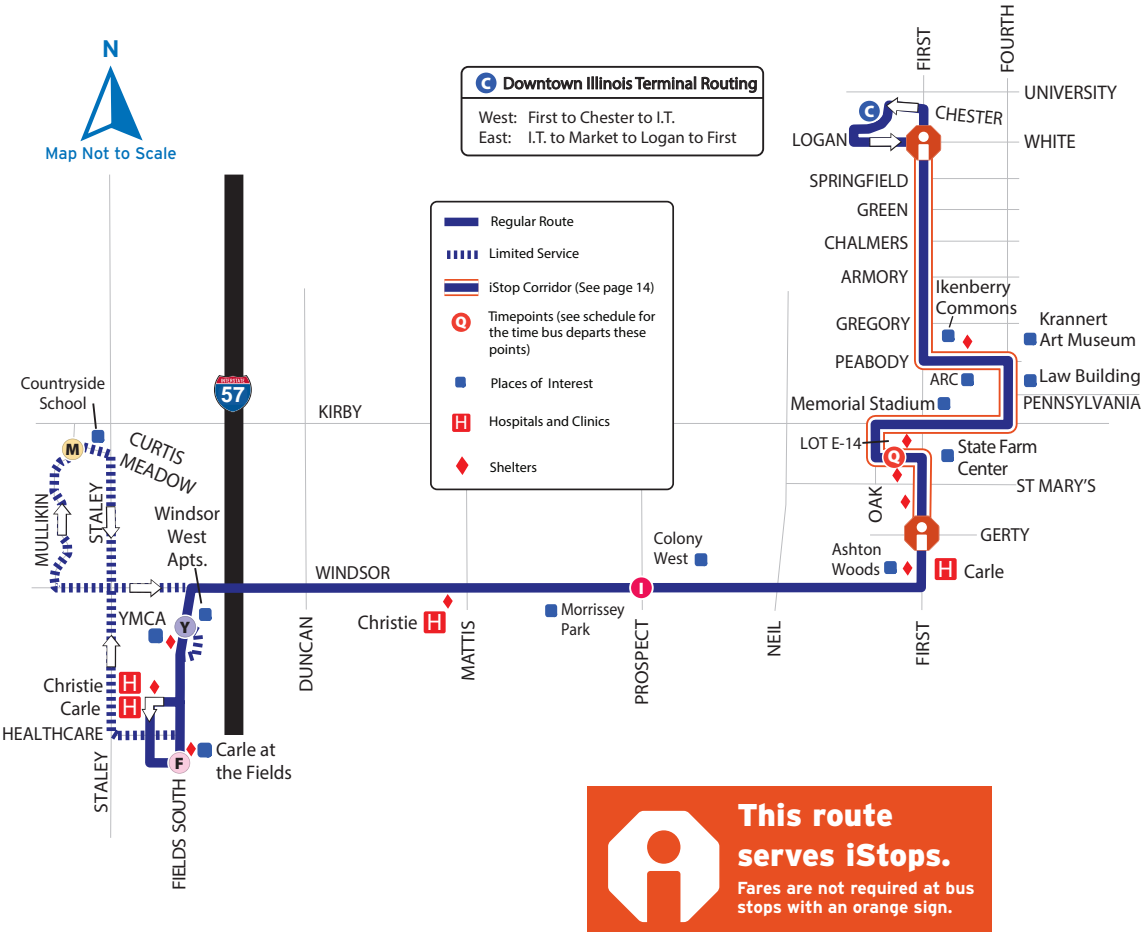 N
Map Not to Scale
C Downtown Illinois Terminal Routing
West: First to Chester to I.T.
East: I.T. to Market to Logan to First
FIRST
FOURTH
UNIVERSITY
C
CHESTER
LOGAN
WHITE
SPRINGFIELD
GREEN
CHALMERS
ARMORY
Ikenberry
Commons
GREGORY
Krannert
Art Museum
PEABODY
ARC
Law Building
Memorial Stadium
PENNSYLVANIA
LOT E-14
Q
State Farm
Center
OAK
ST MARY'S
GERTY
Ashton
Woods
H Carle
FIRST
Regular Route
Limited Service
iStop Corridor (See page 14)
Q
Timepoints (see schedule for
the time bus departs these
points)
Places of Interest
H
Hospitals and Clinics
Shelters
INTERSTATE
57
KIRBY
Countryside
School
M
CURTIS
MEADOW
MULLIKIN
STALEY
Windsor
West
Apts.
WINDSOR
Colony
West
I
YMCA
Y
Christie H
Morrissey
Park
DUNCAN
MATTIS
PROSPECT
NEIL
Christie H
Carle H
HEALTHCARE
F
Carle at
the Fields
STALEY
FIELDS SOUTH
This route
serves iStops.
Fares are not required at bus
stops with an orange sign.